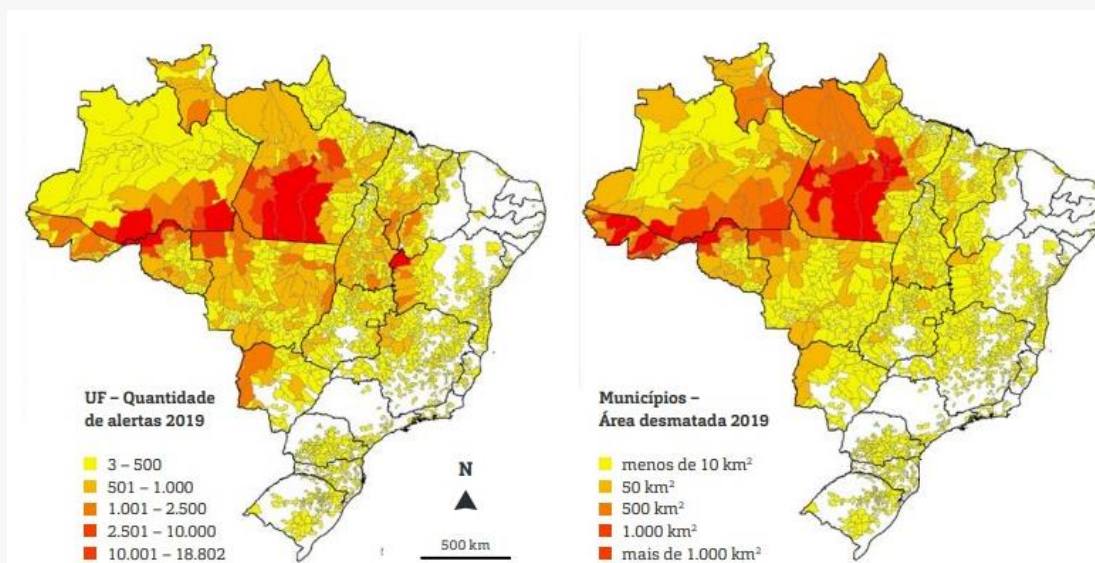 UF – Quantidade
de alertas 2019
3 – 500
501 – 1.000
1.001 – 2.500
2.501 – 10.000
10.001 – 18.802
N
500 km
Municípios –
Área desmatada 2019
menos de 10 km²
50 km²
500 km²
1.000 km²
mais de 1.000 km²